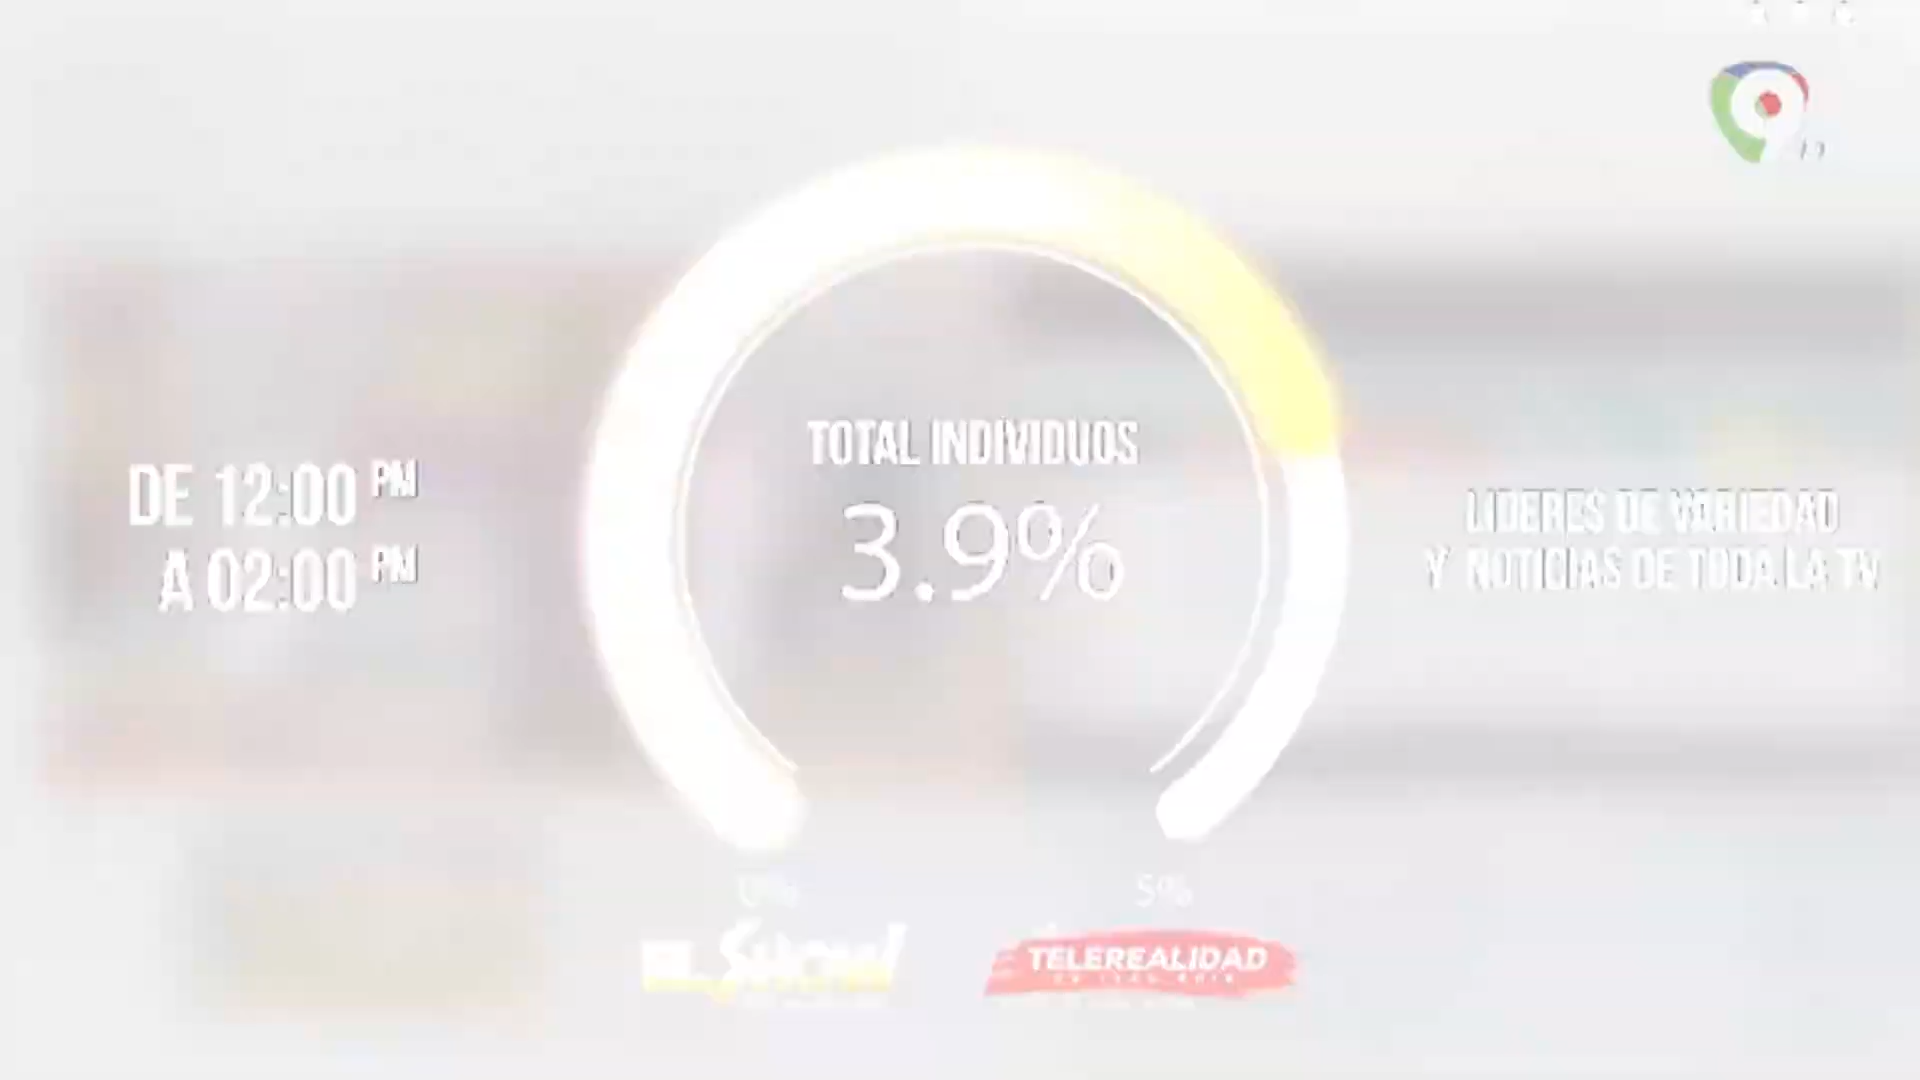 DE 12:00 PM
A 02:00 PM
TOTAL INDIVIDUOS
3.9%
LIDERES DE VARIEDAD
Y NOTICIAS DE TODA LA TV
0%
5%
EL Show
TELEREALIDAD